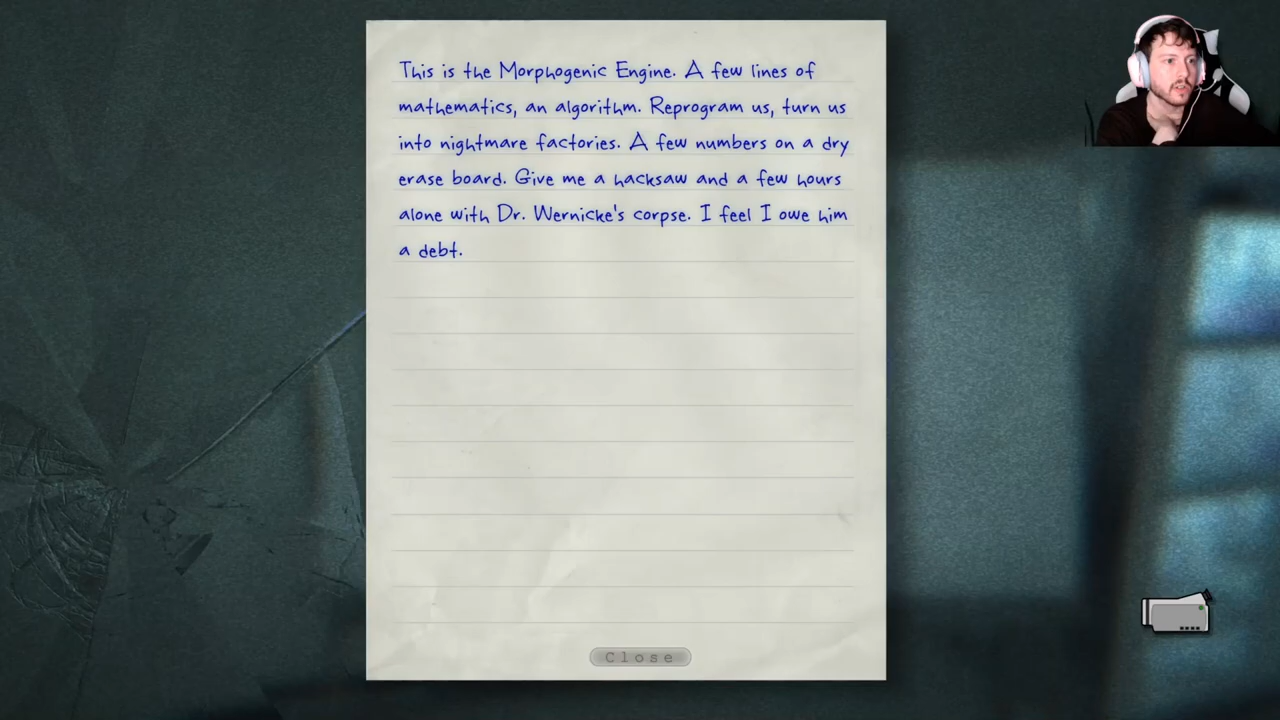 This is the Morphogenic Engine. A few lines of
mathematics, an algorithm. Reprogram us, turn us
into nightmare factories. A few numbers on a dry
erase board. Give me a hacksaw and a few hours
alone with Dr. Wernicke's corpse. I feel I owe him
a debt.
Close